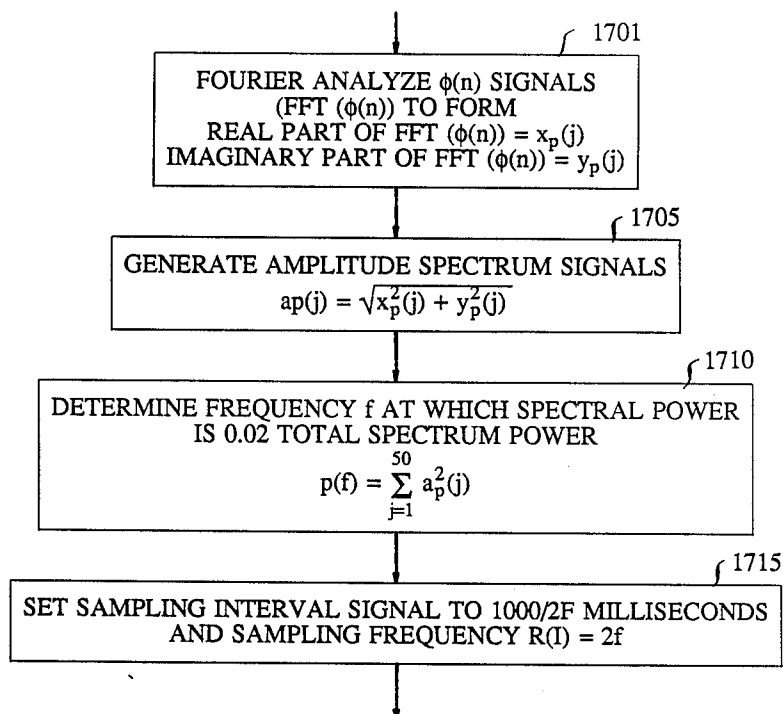 1701
FOURIER ANALYZE ϕ(n) SIGNALS
(FFT (ϕ(n)) TO FORM
REAL PART OF FFT (ϕ(n)) = x_p(j)
IMAGINARY PART OF FFT (ϕ(n)) = y_p(j)
1705
GENERATE AMPLITUDE SPECTRUM SIGNALS
ap(j) = √(x_p^2(j) + y_p^2(j))
1710
DETERMINE FREQUENCY f AT WHICH SPECTRAL POWER
IS 0.02 TOTAL SPECTRUM POWER
p(f) = ∑_{j=1}^{50} a_p^2(j)
1715
SET SAMPLING INTERVAL SIGNAL TO 1000/2F MILLISECONDS
AND SAMPLING FREQUENCY R(I) = 2f